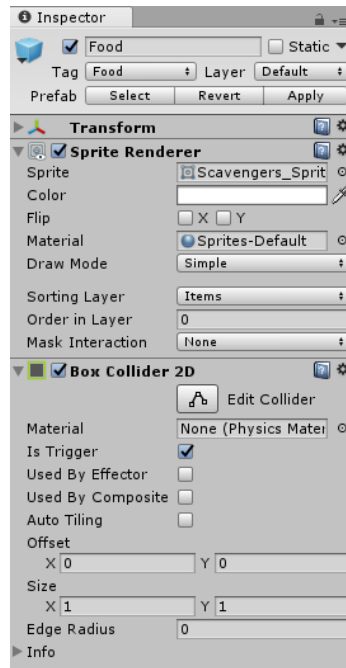 Inspector
Food Static
Tag Food Layer Default
Prefab Select Revert Apply
Transform
Sprite Renderer
Sprite Scavengers_Sprit
Color
Flip X Y
Material Sprites-Default
Draw Mode Simple
Sorting Layer Items
Order in Layer 0
Mask Interaction None
Box Collider 2D
Edit Collider
Material None (Physics Mater
Is Trigger
Used By Effector
Used By Composite
Auto Tiling
Offset
X 0 Y 0
Size
X 1 Y 1
Edge Radius 0
Info